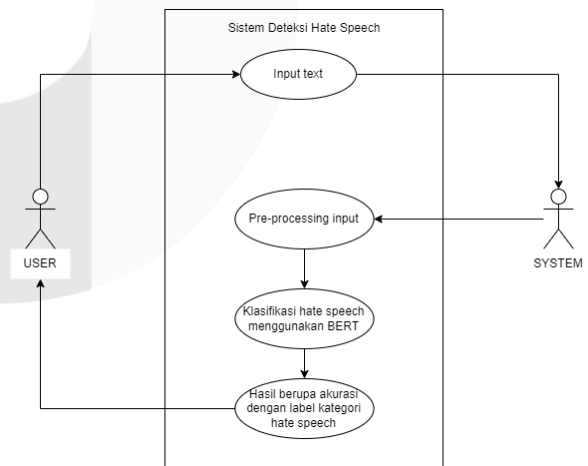 Sistem Deteksi Hate Speech
Input text
Pre-processing input
USER
SYSTEM
Klasifikasi hate speech
menggunakan BERT
Hasil berupa akurasi
dengan label kategori
hate speech